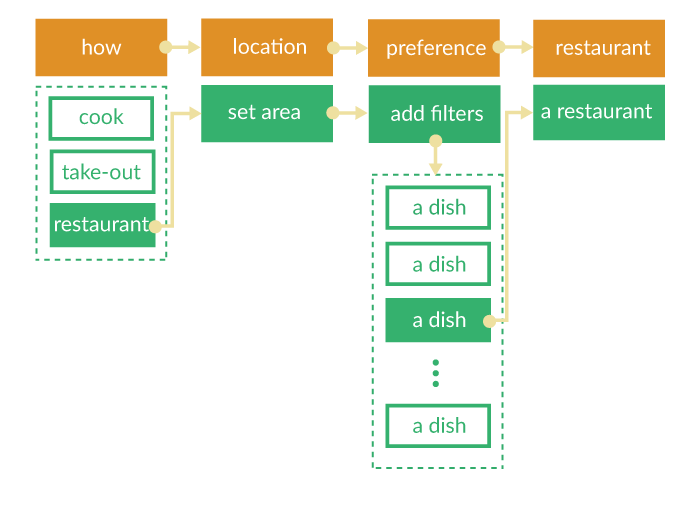 how
location
preference
restaurant
cook
take-out
restaurant
set area
add filters
a dish
a dish
a dish
a dish
a restaurant